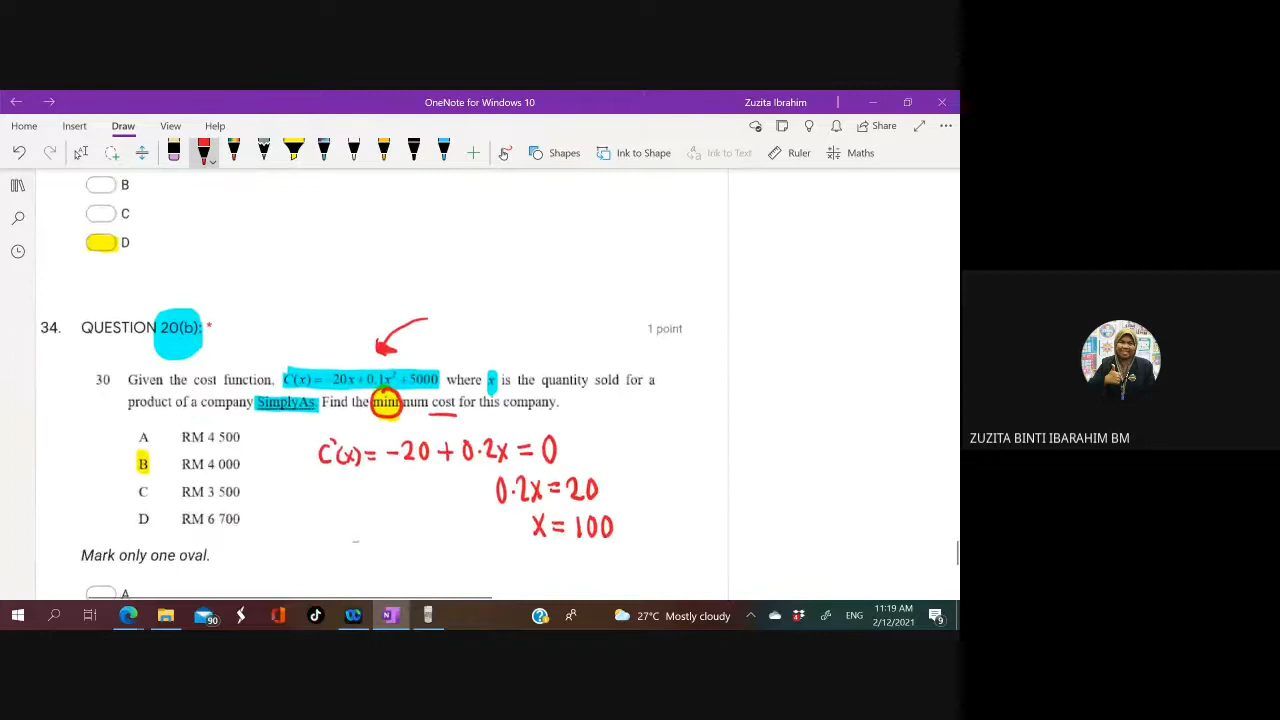 OneNote for Windows 10
Zuzita Ibrahim
Home Insert Draw View Help
Share
Shapes Ink to Shape Ink to Text Ruler Maths
B
C
D
34. QUESTION 20(b): * 1 point
30 Given the cost function, C(x) = −20x + 0.1x² + 5000 where x is the quantity sold for a
product of a company SimplyAs. Find the minimum cost for this company.
A RM 4 500
B RM 4 000
C RM 3 500
D RM 6 700
C'(x) = -20 + 0.2x = 0
0.2x = 20
x = 100
Mark only one oval.
A
ZUZITA BINTI IBARAHIM BM
90
27°C Mostly cloudy
ENG
11:19 AM
2/12/2021
9